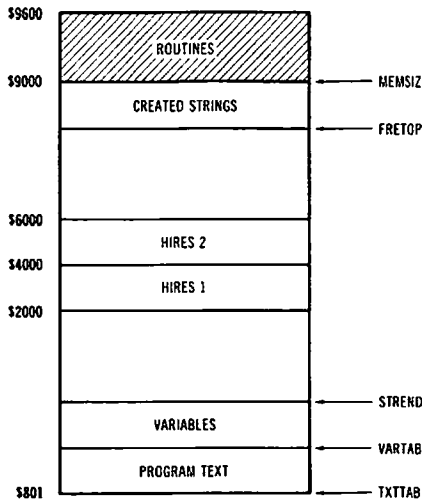 $9600
ROUTINES
$9000
MEMSIZ
CREATED STRINGS
FRETOP
$6000
HIRES 2
$4000
HIRES 1
$2000
STREND
VARIABLES
VARTAB
PROGRAM TEXT
$801
TXTTAB